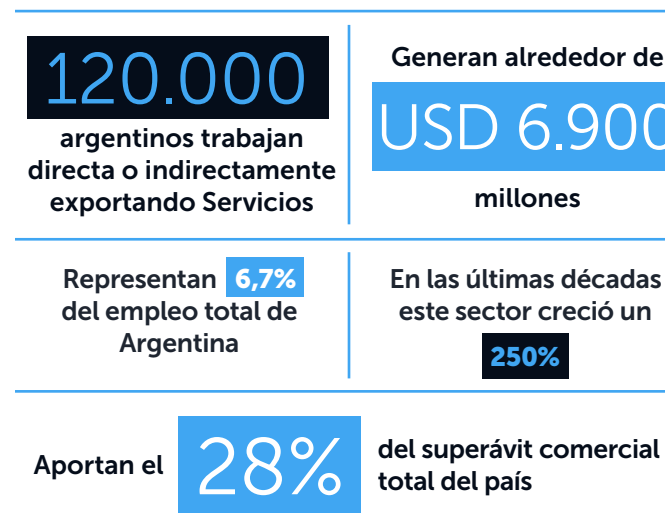 120.000
argentinos trabajan
directa o indirectamente
exportando Servicios
Generan alrededor de
USD 6.900
millones
Representan 6,7%
del empleo total de
Argentina
En las últimas décadas
este sector creció un
250%
Aportan el 28% del superávit comercial
total del país